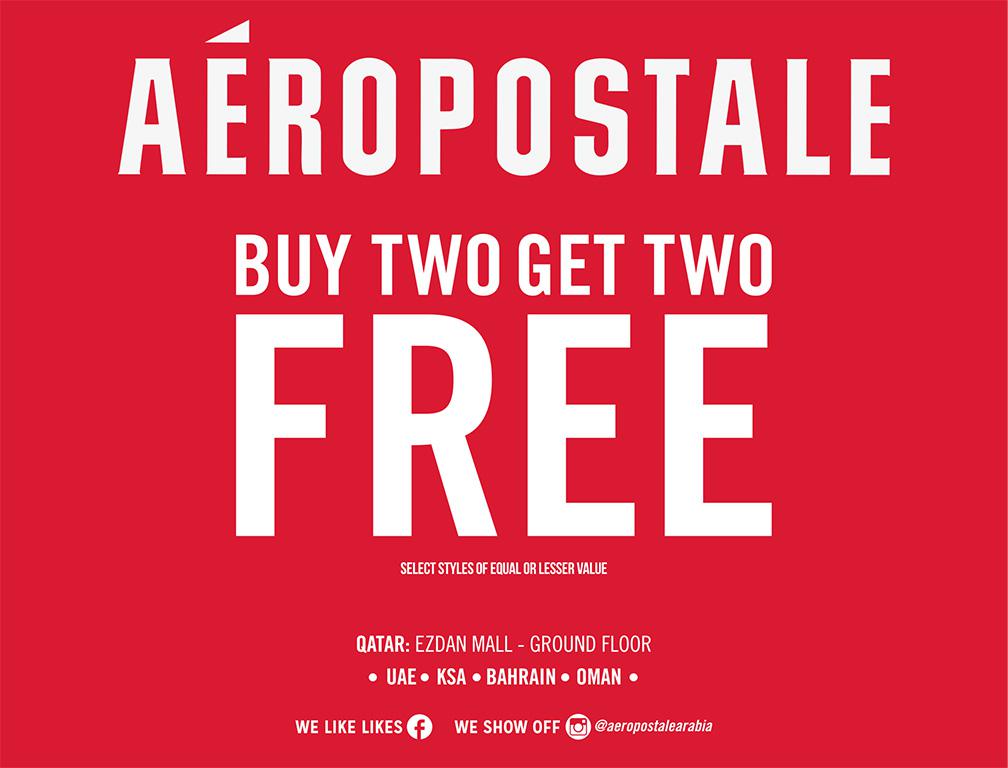 AÉROPOSTALE
BUY TWO GET TWO
FREE
SELECT STYLES OF EQUAL OR LESSER VALUE
QATAR: EZDAN MALL - GROUND FLOOR
• UAE • KSA • BAHRAIN • OMAN •
WE LIKE LIKES WE SHOW OFF @aeropostalearabia